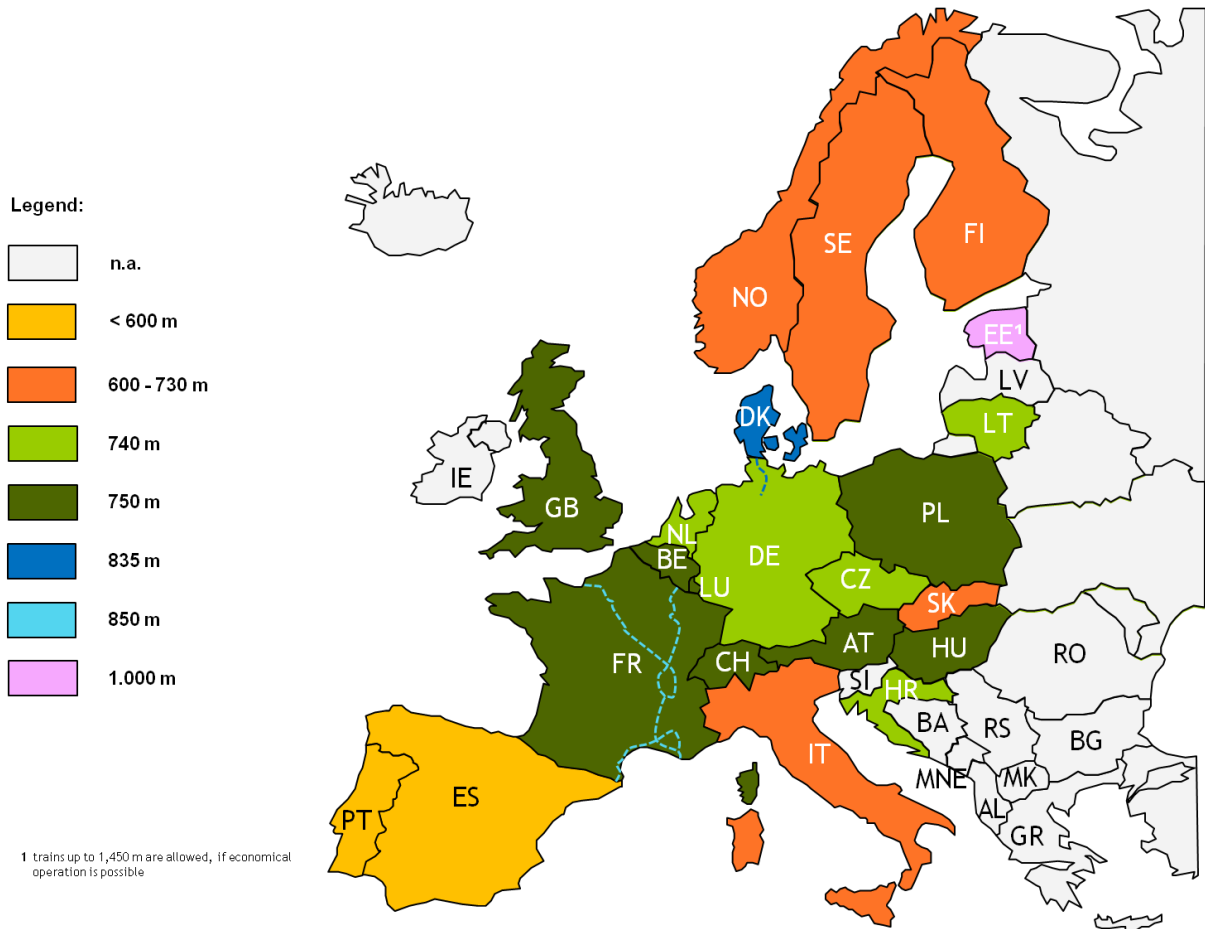 Legend:
n.a.
< 600 m
600 - 730 m
740 m
750 m
835 m
850 m
1.000 m
NO
SE
FI
EE¹
LV
LT
DK
IE
GB
NL
BE
LU
DE
PL
CZ
SK
FR
CH
AT
HU
RO
SI
HR
BA
RS
BG
IT
MNE
MK
AL
GR
PT
ES
1 trains up to 1,450 m are allowed, if economical
operation is possible